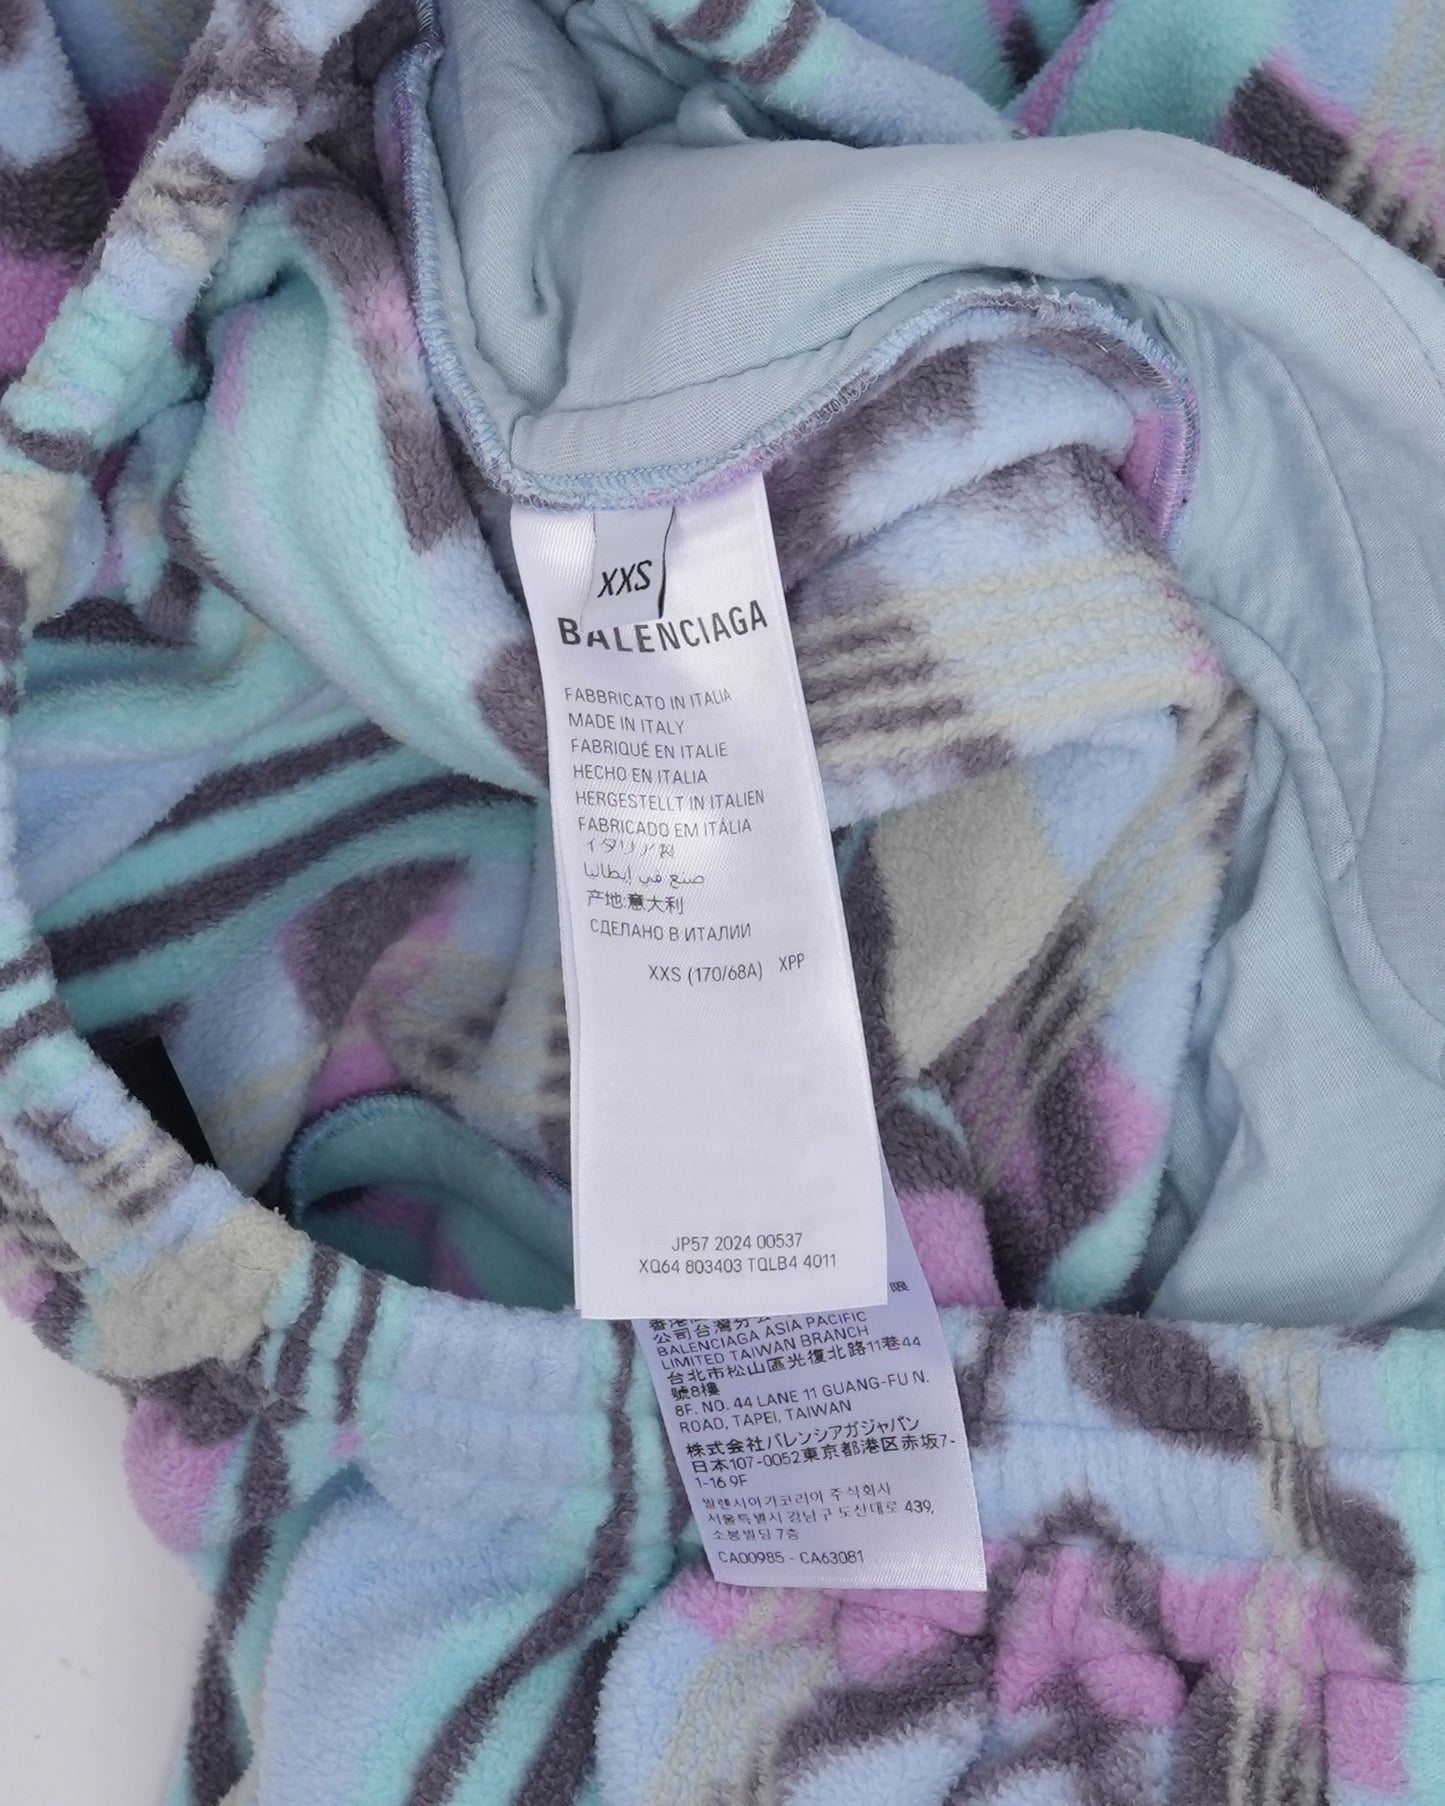 XXS
BALENCIAGA
FABBRICATO IN ITALIA
MADE IN ITALY
FABRIQUÉ EN ITALIE
HECHO EN ITALIA
HERGESTELLT IN ITALIEN
FABRICADO EM ITÁLIA
イタリア製
صنع في إيطاليا
产地:意大利
СДЕЛАНО В ИТАЛИИ
XXS (170/68A) XPP
JP57 2024 00537
XQ64 803403 TQLB4 4011
限
公司台灣分公
BALENCIAGA ASIA PACIFIC
LIMITED TAIWAN BRANCH
台北市松山區光復北路11巷44
號8樓
8F. NO. 44 LANE 11 GUANG-FU N.
ROAD, TAPEI, TAIWAN
株式会社バレンシアガジャパン
日本107-0052東京都港区赤坂7-
1-16 9F
발렌시아가코리아 주식회사
서울특별시 강남구 도산대로 439,
소봉빌딩 7층
CA00985 - CA63081